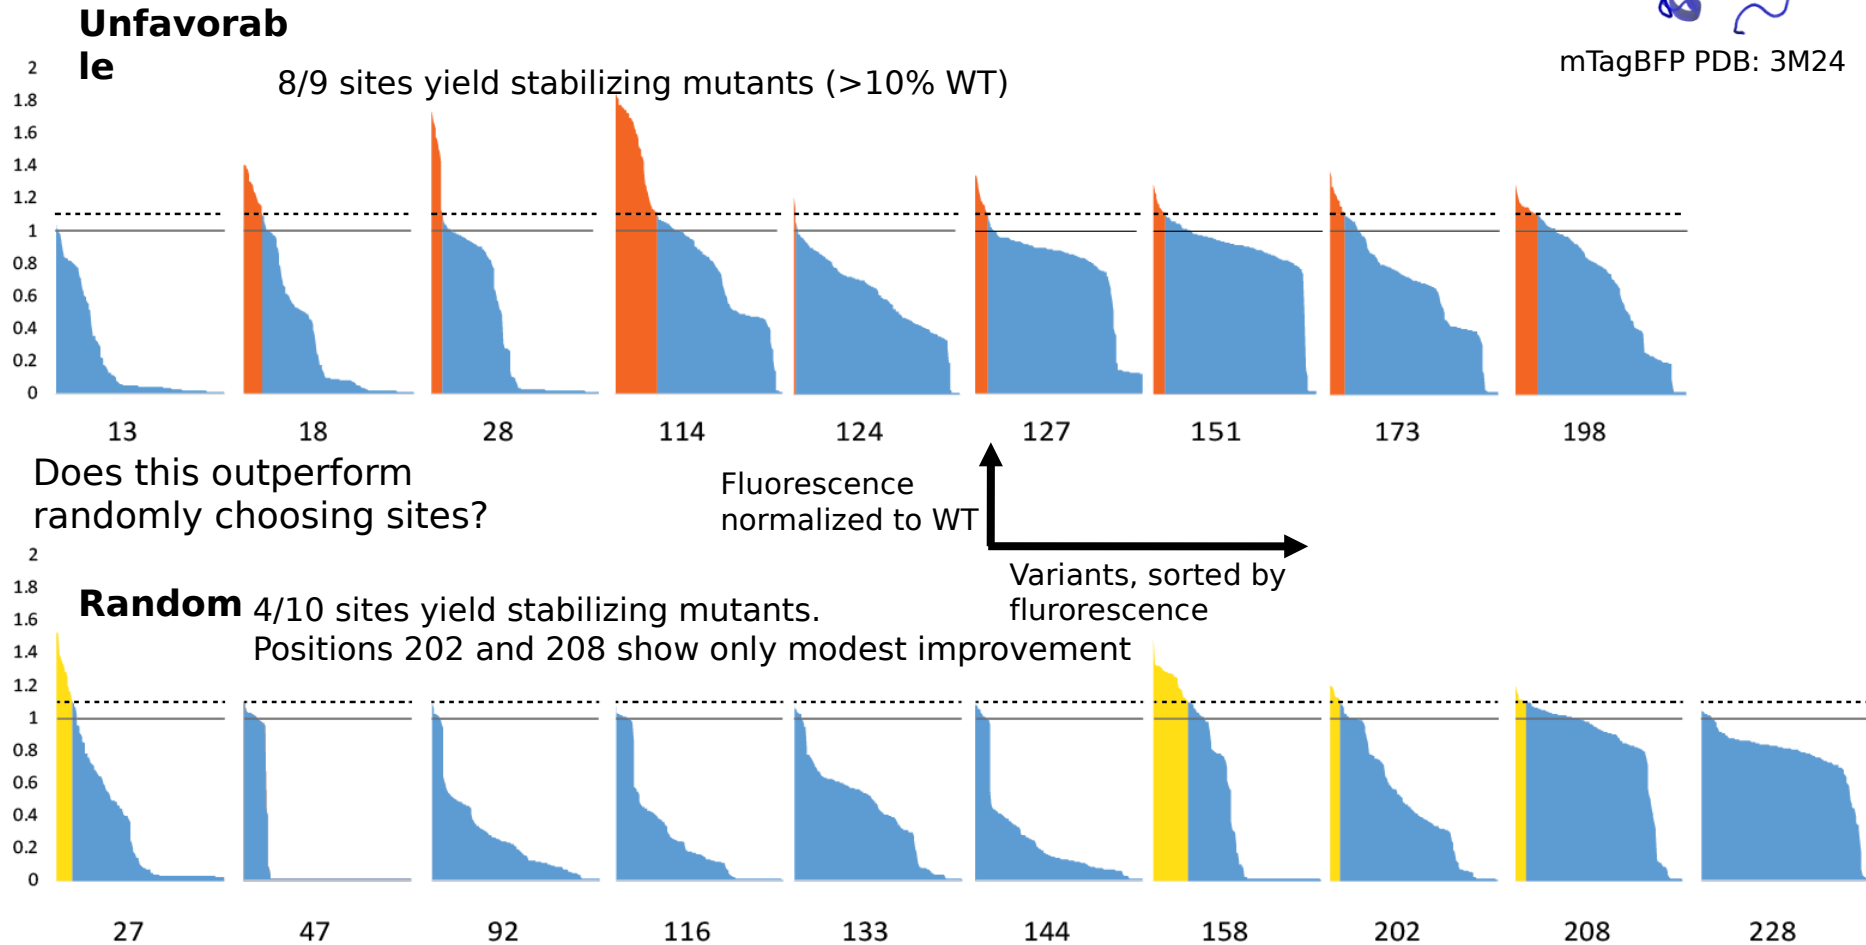 Unfavorab
le
mTagBFP PDB: 3M24
8/9 sites yield stabilizing mutants (>10% WT)
2
1.8
1.6
1.4
1.2
1
0.8
0.6
0.4
0.2
0
13 18 28 114 124 127 151 173 198
Does this outperform
randomly choosing sites?
Fluorescence
normalized to WT
Variants, sorted by
flurorescence
Random
4/10 sites yield stabilizing mutants.
Positions 202 and 208 show only modest improvement
2
1.8
1.6
1.4
1.2
1
0.8
0.6
0.4
0.2
0
27 47 92 116 133 144 158 202 208 228